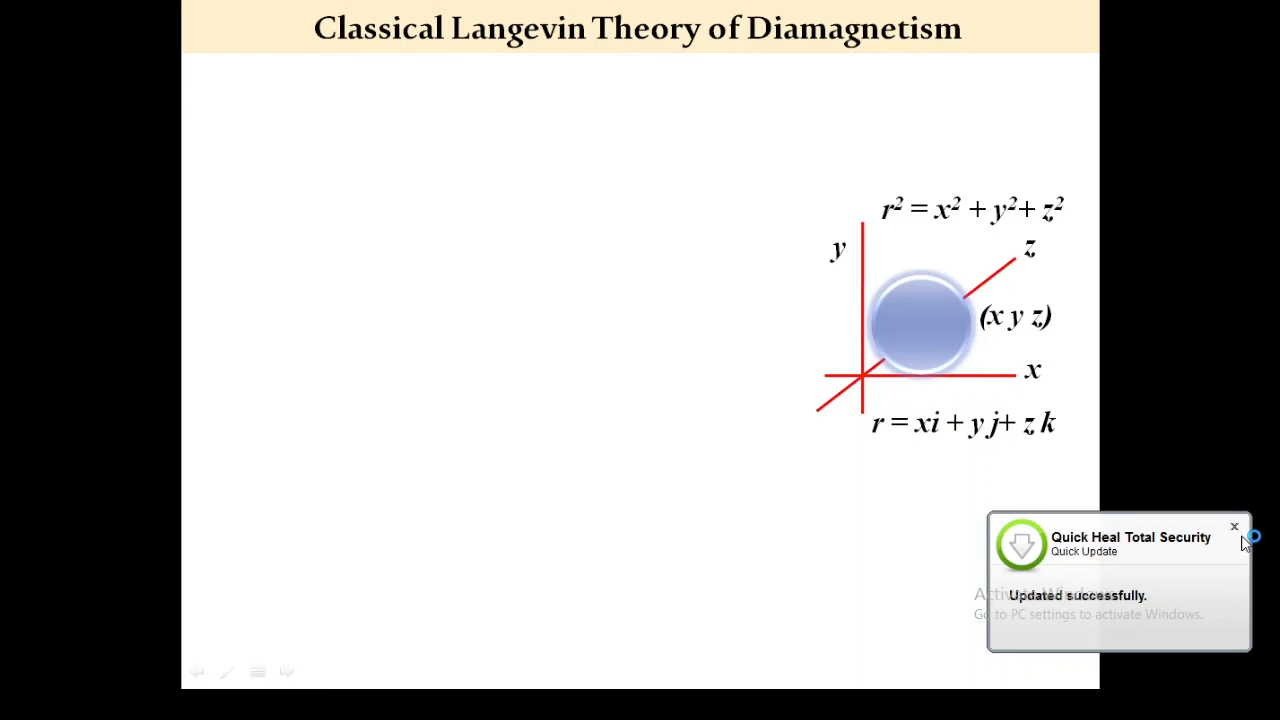 Classical Langevin Theory of Diamagnetism
r² = x² + y²+ z²
y
z
(x y z)
x
r = xi + y j+ z k
x
Quick Heal Total Security
Quick Update
Updated successfully.
Go to PC settings to activate Windows.